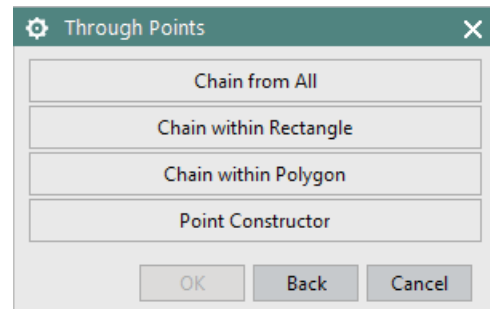 Through Points
Chain from All
Chain within Rectangle
Chain within Polygon
Point Constructor
OK Back Cancel